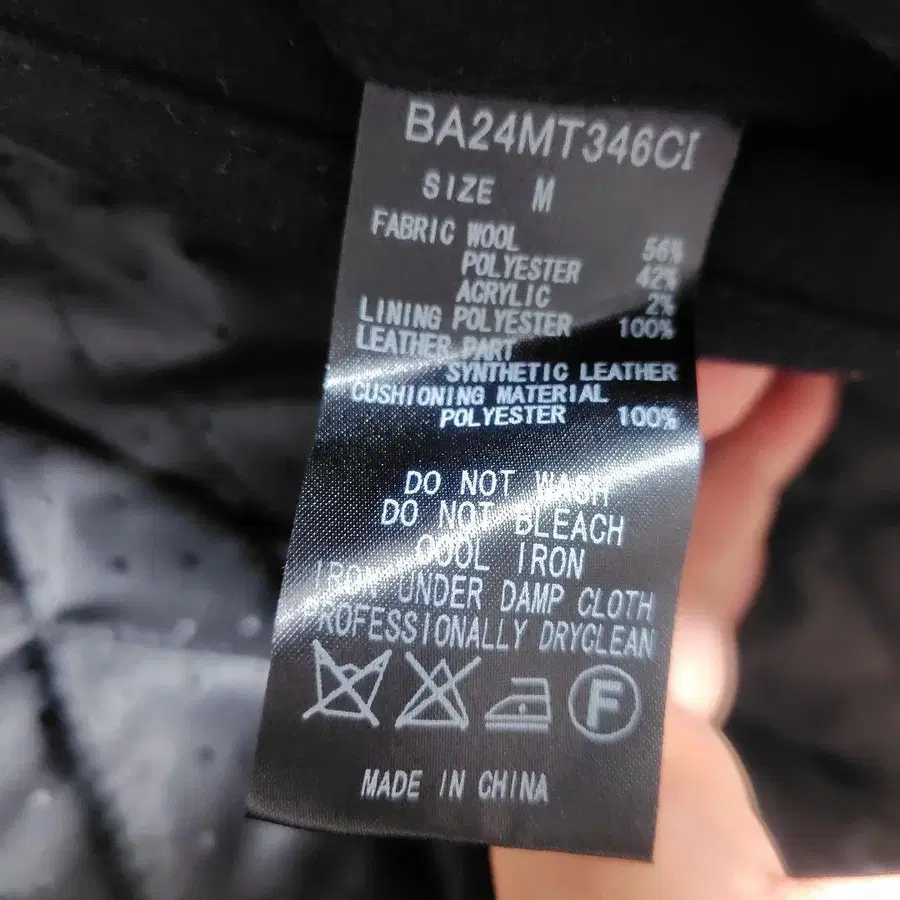 BA24MT346CI
SIZE M
FABRIC WOOL 56%
POLYESTER 42%
ACRYLIC 2%
LINING POLYESTER 100%
LEATHER PART
SYNTHETIC LEATHER
CUSHIONING MATERIAL
POLYESTER 100%
DO NOT WASH
DO NOT BLEACH
COOL IRON
IRON UNDER DAMP CLOTH
ROFESSIONALLY DRYCLEAN
F
MADE IN CHINA